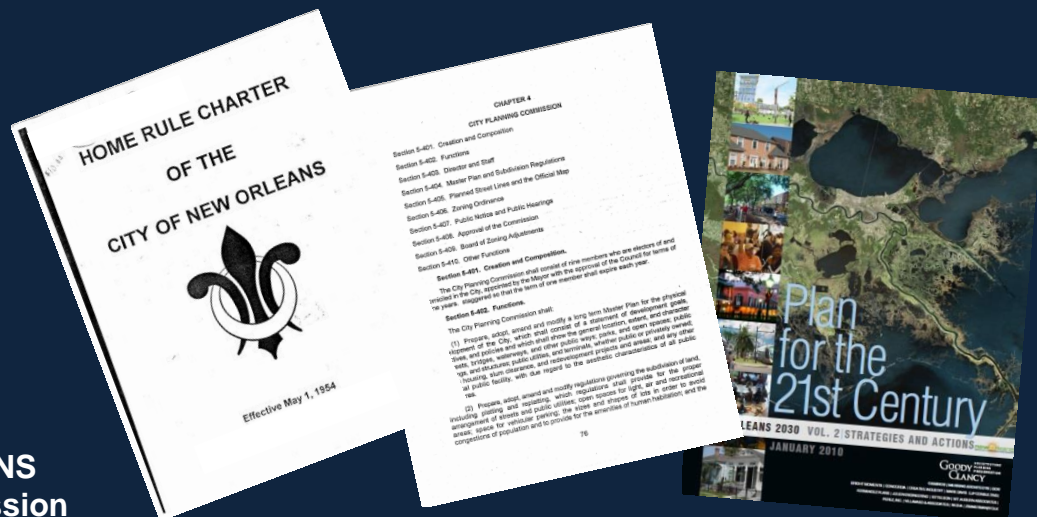 HOME RULE CHARTER
OF THE
CITY OF NEW ORLEANS
Effective May 1, 1954
CHAPTER 4
CITY PLANNING COMMISSION
Section 5-401. Creation and Composition
Section 5-402. Functions
Section 5-403. Director and Staff
Section 5-404. Master Plan and Subdivision Regulations
Section 5-405. Planned Street Lines and the Official Map
Section 5-406. Zoning Ordinance
Section 5-407. Public Notice and Public Hearings
Section 5-408. Approval of the Commission
Section 5-409. Board of Zoning Adjustments
Section 5-410. Other Functions
Section 5-401. Creation and Composition.
The City Planning Commission shall consist of nine members who are electors of and
domiciled in the City, appointed by the Mayor with the approval of the Council for terms of
years, staggered so that the term of one member shall expire each year.
Section 5-402. Functions.
The City Planning Commission shall:
(1) Prepare, adopt, amend and modify a long term Master Plan for the physical
lopment of the City, which shall consist of a statement of development goals,
tives, and policies and which shall show the general location, extent, and character
eets, bridges, waterways, and other public ways; parks, and open spaces; public
ngs, and structures; public utilities, and terminals, whether public or privately owned;
housing, slum clearance, and redevelopment projects and areas; and any other
al public facility, with due regard to the aesthetic characteristics of all public
res.
(2) Prepare, adopt, amend and modify regulations governing the subdivision of land,
including platting and replatting, which regulations shall provide for the proper
arrangement of streets and public utilities; open spaces for light, air and recreational
areas; space for vehicular parking; the sizes and shapes of lots in order to avoid
congestions of population and to provide for the amenities of human habitation; and the
76
Plan
for the
21st Century
LEANS 2030 VOL. 2 STRATEGIES AND ACTIONS
JANUARY 2010
GOODY
CLANCY
NS
ssion